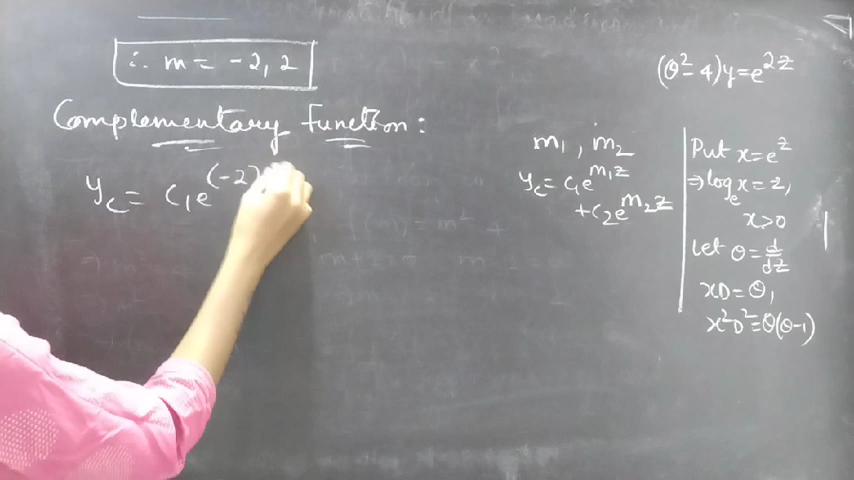 ∴ m = -2, 2
Complementary Function:
y_c = c₁e^(-2)
m₁, m₂
y_c = c₁e^{m₁z}
+c₂e^{m₂z}
(θ²-4)y = e^{2z}
Put x = e^z
⇒ log_e x = z,
x>0
Let θ = d/dz
xD = θ,
x²D² = θ(θ-1)